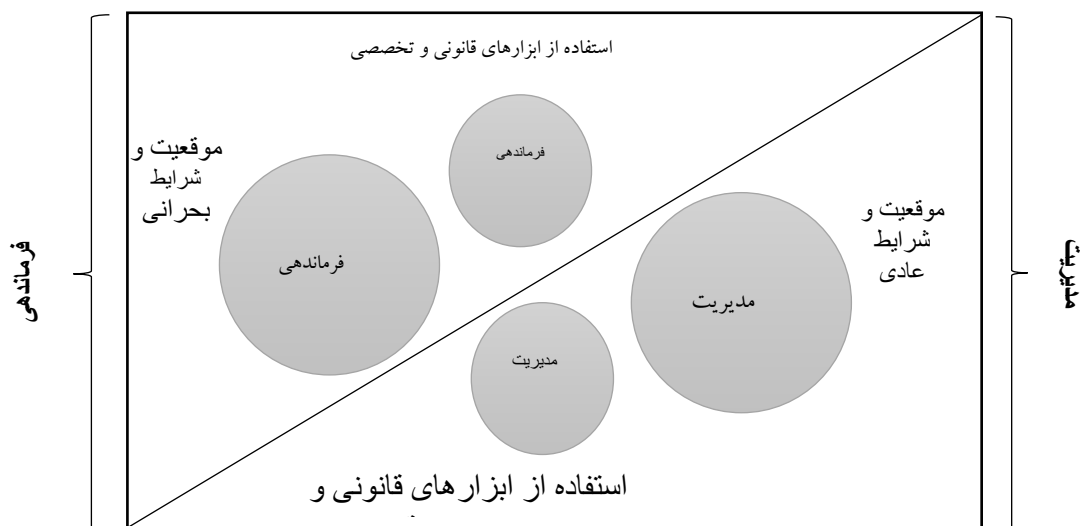 استفاده از ابزارهای قانونی و تخصصی
موقعیت و
شرایط
بحرانی
فرماندهی
فرماندهی
موقعیت و
شرایط
عادی
مدیریت
مدیریت
استفاده از ابزارهای قانونی و
فرماندهی
مدیریت